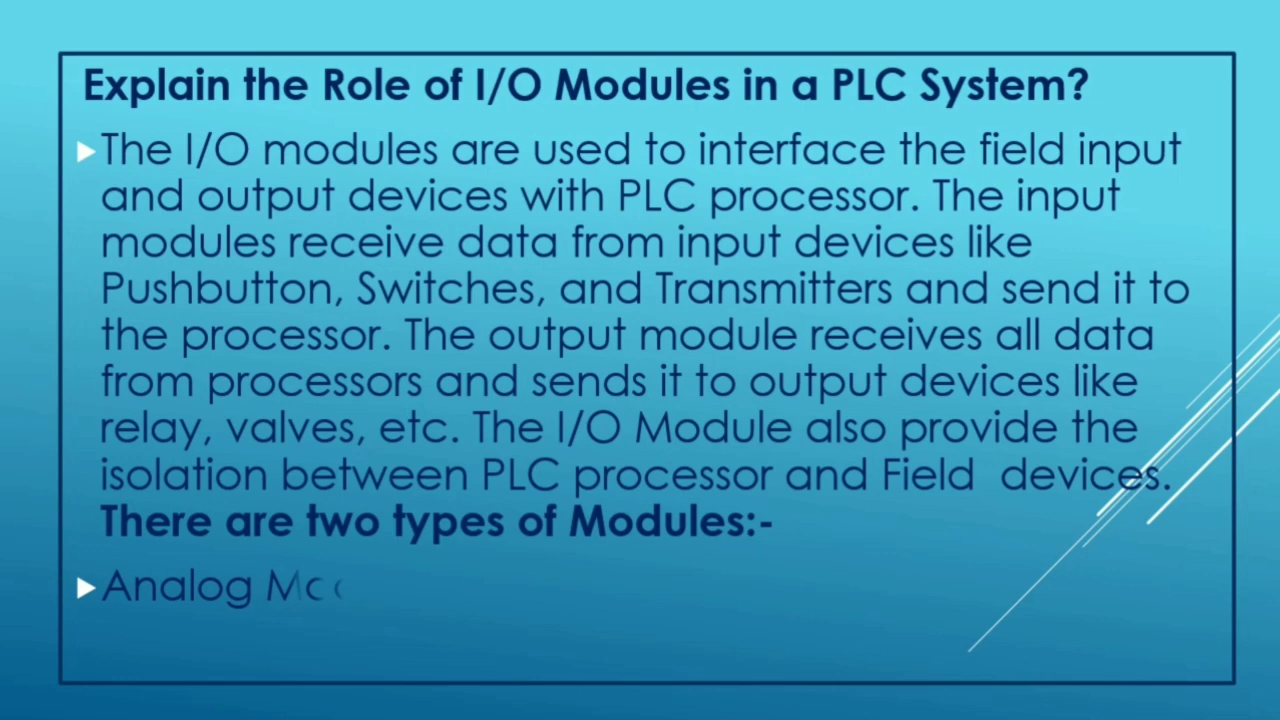 Explain the Role of I/O Modules in a PLC System?
The I/O modules are used to interface the field input
and output devices with PLC processor. The input
modules receive data from input devices like
Pushbutton, Switches, and Transmitters and send it to
the processor. The output module receives all data
from processors and sends it to output devices like
relay, valves, etc. The I/O Module also provide the
isolation between PLC processor and Field devices.
There are two types of Modules:-
Analog